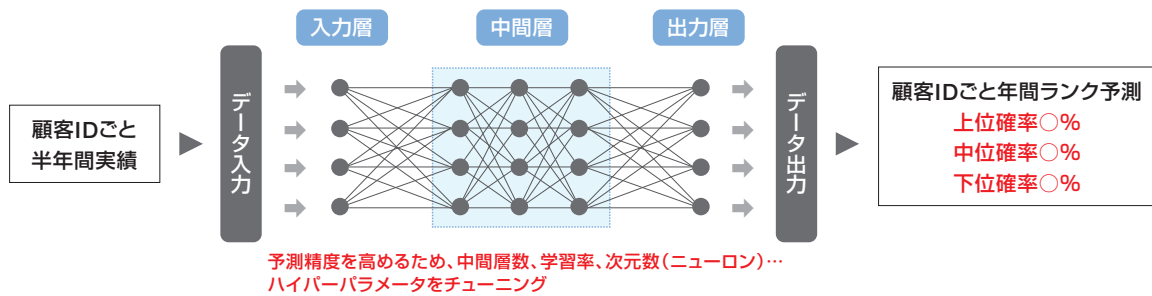 入力層
中間層
出力層
顧客IDごと
半年間実績
データ入力
データ出力
顧客IDごと年間ランク予測
上位確率○%
中位確率○%
下位確率○%
予測精度を高めるため、中間層数、学習率、次元数(ニューロン)…
ハイパーパラメータをチューニング